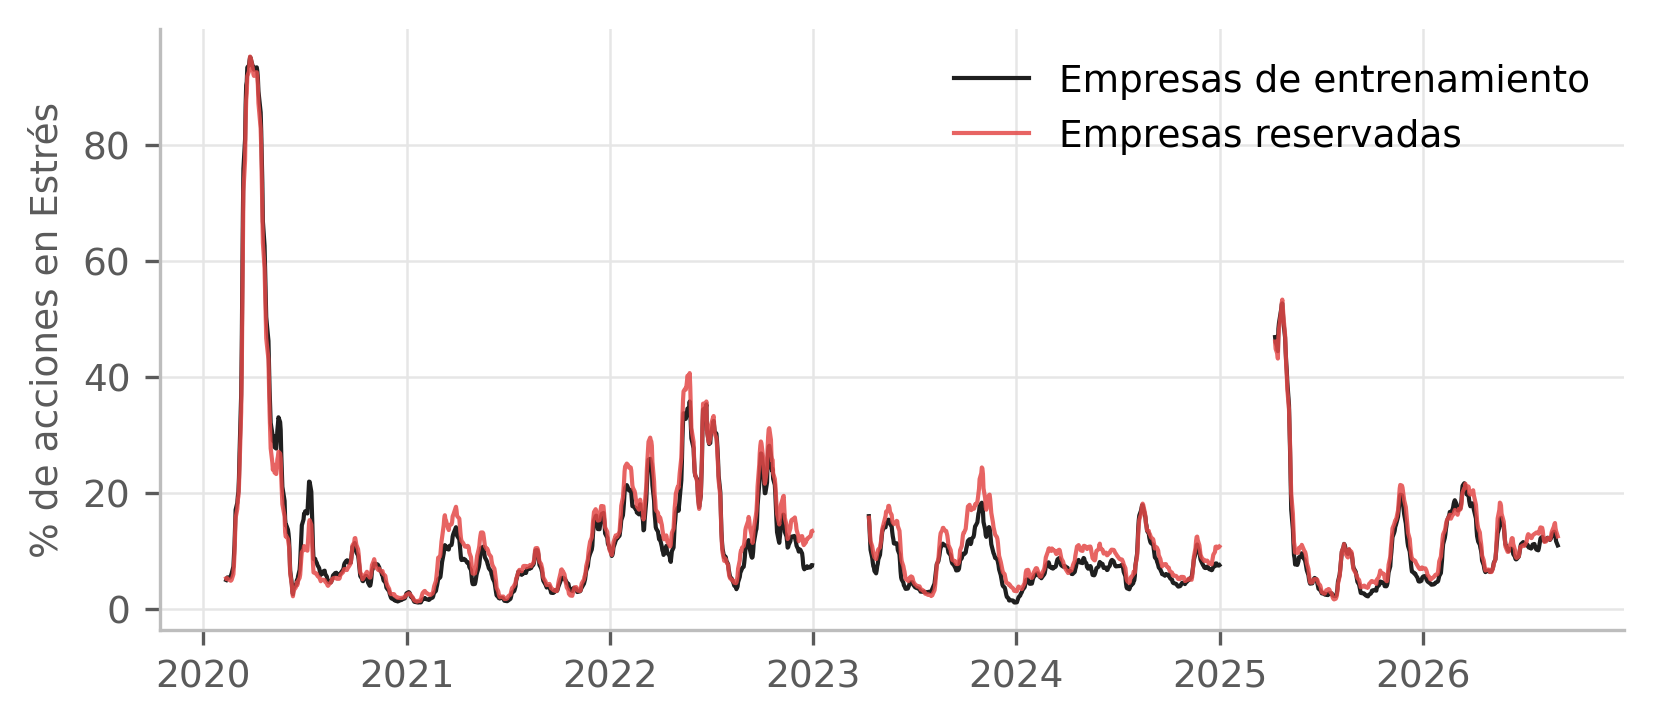 Empresas de entrenamiento
Empresas reservadas
% de acciones en Estrés
80
60
40
20
0
2020 2021 2022 2023 2024 2025 2026